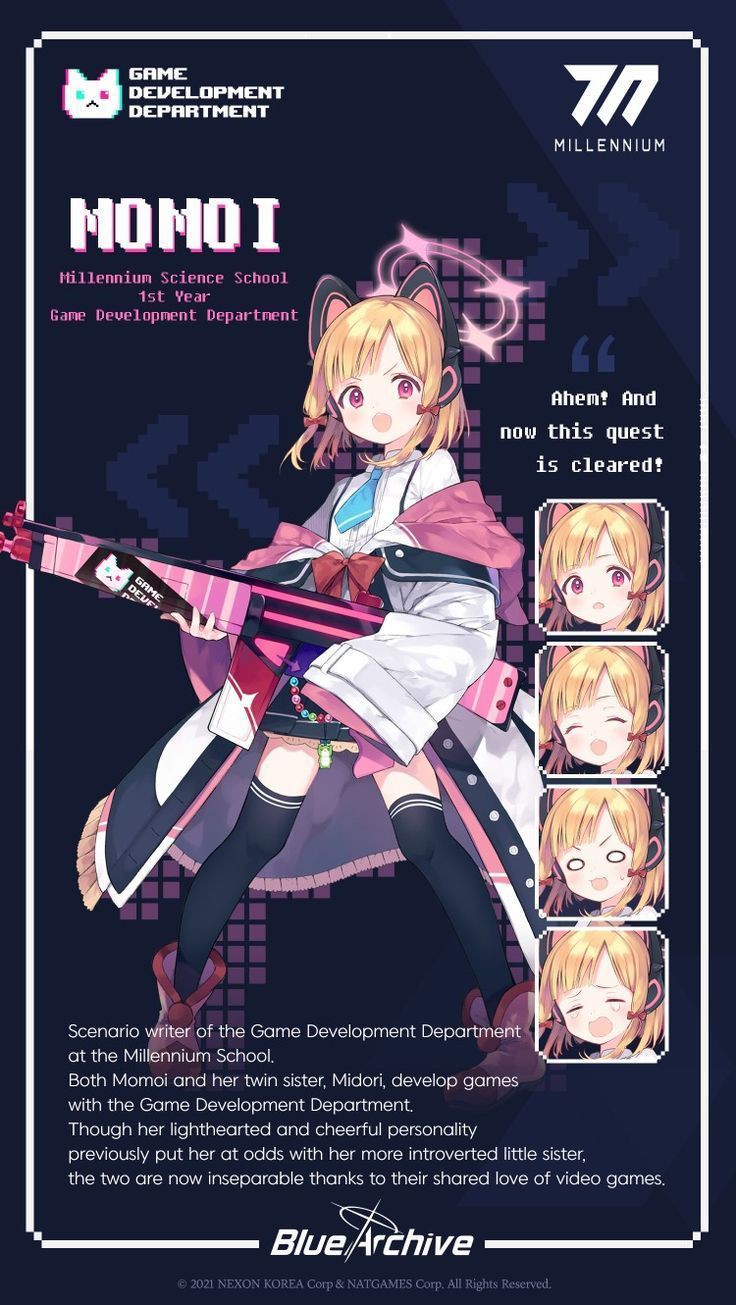 GAME
DEVELOPMENT
DEPARTMENT
MILLENNIUM
MOMOI
Millennium Science School
1st Year
Game Development Department
“
Ahem! And
now this quest
is cleared!
GAME
DEVE
Scenario writer of the Game Development Department
at the Millennium School.
Both Momoi and her twin sister, Midori, develop games
with the Game Development Department.
Though her lighthearted and cheerful personality
previously put her at odds with her more introverted little sister,
the two are now inseparable thanks to their shared love of video games.
Blue Archive
© 2021 NEXON KOREA Corp & NATGAMES Corp. All Rights Reserved.